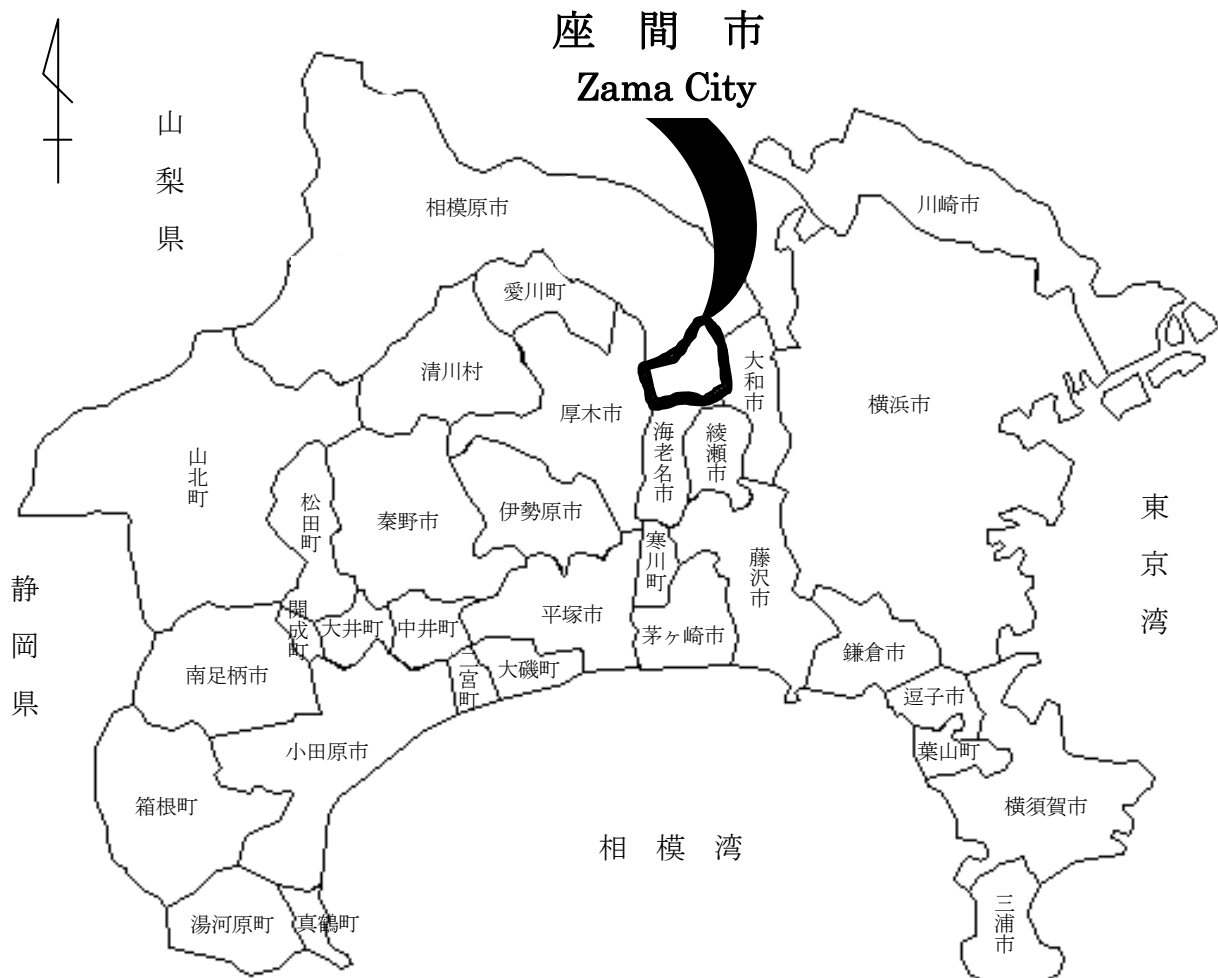 座間市
Zama City
山梨県
相模原市
川崎市
愛川町
清川村
厚木市
大和市
横浜市
海老名市
綾瀬市
山北町
松田町
秦野市
伊勢原市
東京湾
寒川町
藤沢市
静岡県
開成町
大井町
中井町
平塚市
茅ヶ崎市
鎌倉市
南足柄市
二宮町
大磯町
逗子市
小田原市
葉山町
箱根町
横須賀市
相模湾
湯河原町
真鶴町
三浦市